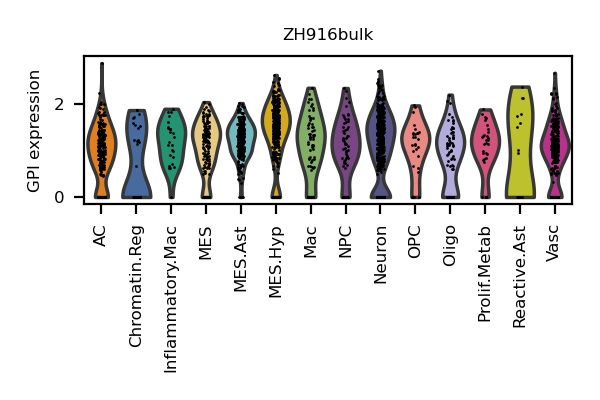 ZH916bulk
GPI expression
2
0
AC
Chromatin.Reg
Inflammatory.Mac
MES
MES.Ast
MES.Hyp
Mac
NPC
Neuron
OPC
Oligo
Prolif.Metab
Reactive.Ast
Vasc